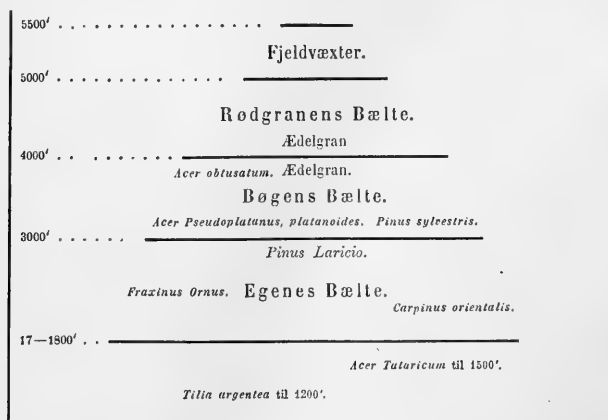 5500'
Fjeldvæxter.
5000'
Rødgranens Bælte.
Ædelgran
4000'
Acer obtusatum. Ædelgran.
Bøgens Bælte.
Acer Pseudoplatanus, platanoides. Pinus sylvestris.
3000'
Pinus Laricio.
Fraxinus Ornus. Egenes Bælte.
Carpinus orientalis.
17—1800'
Acer Tataricum til 1500'.
Tilia argentea til 1200'.